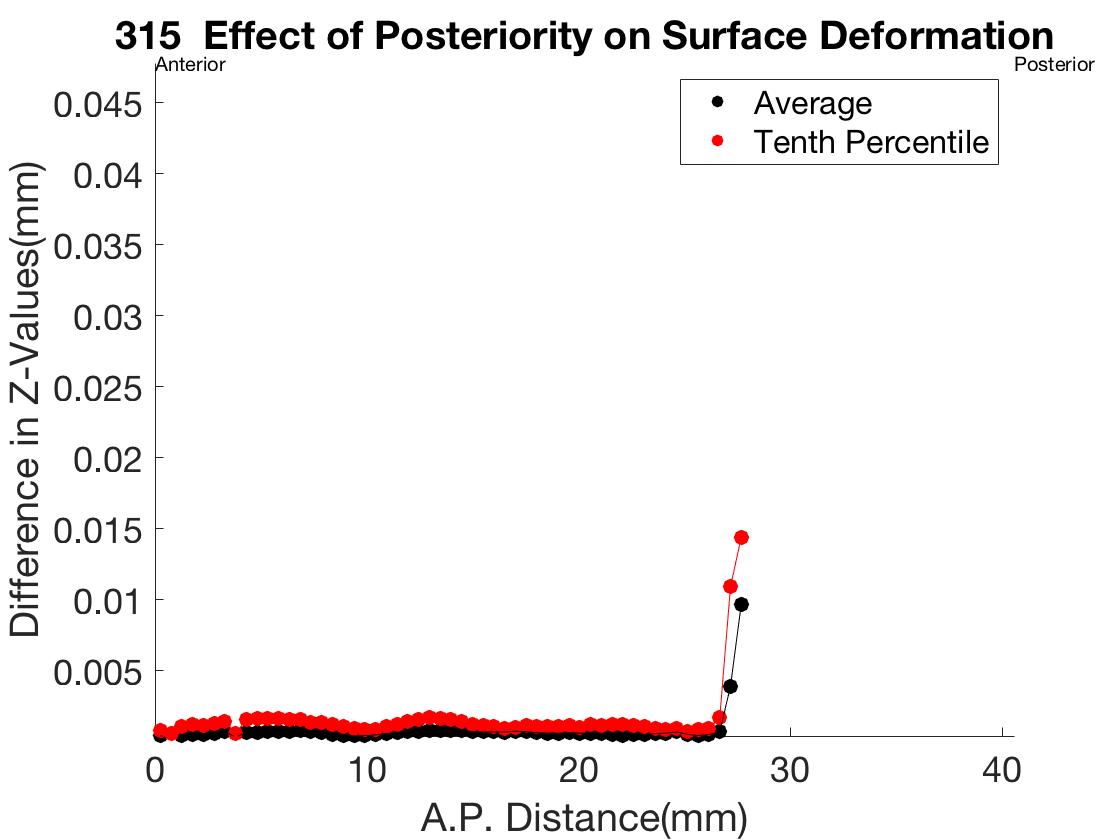 315 Effect of Posteriority on Surface Deformation
Anterior
Posterior
Average
Tenth Percentile
0.045
0.04
0.035
0.03
0.025
0.02
0.015
0.01
0.005
Difference in Z-Values(mm)
0
10
20
30
40
A.P. Distance(mm)